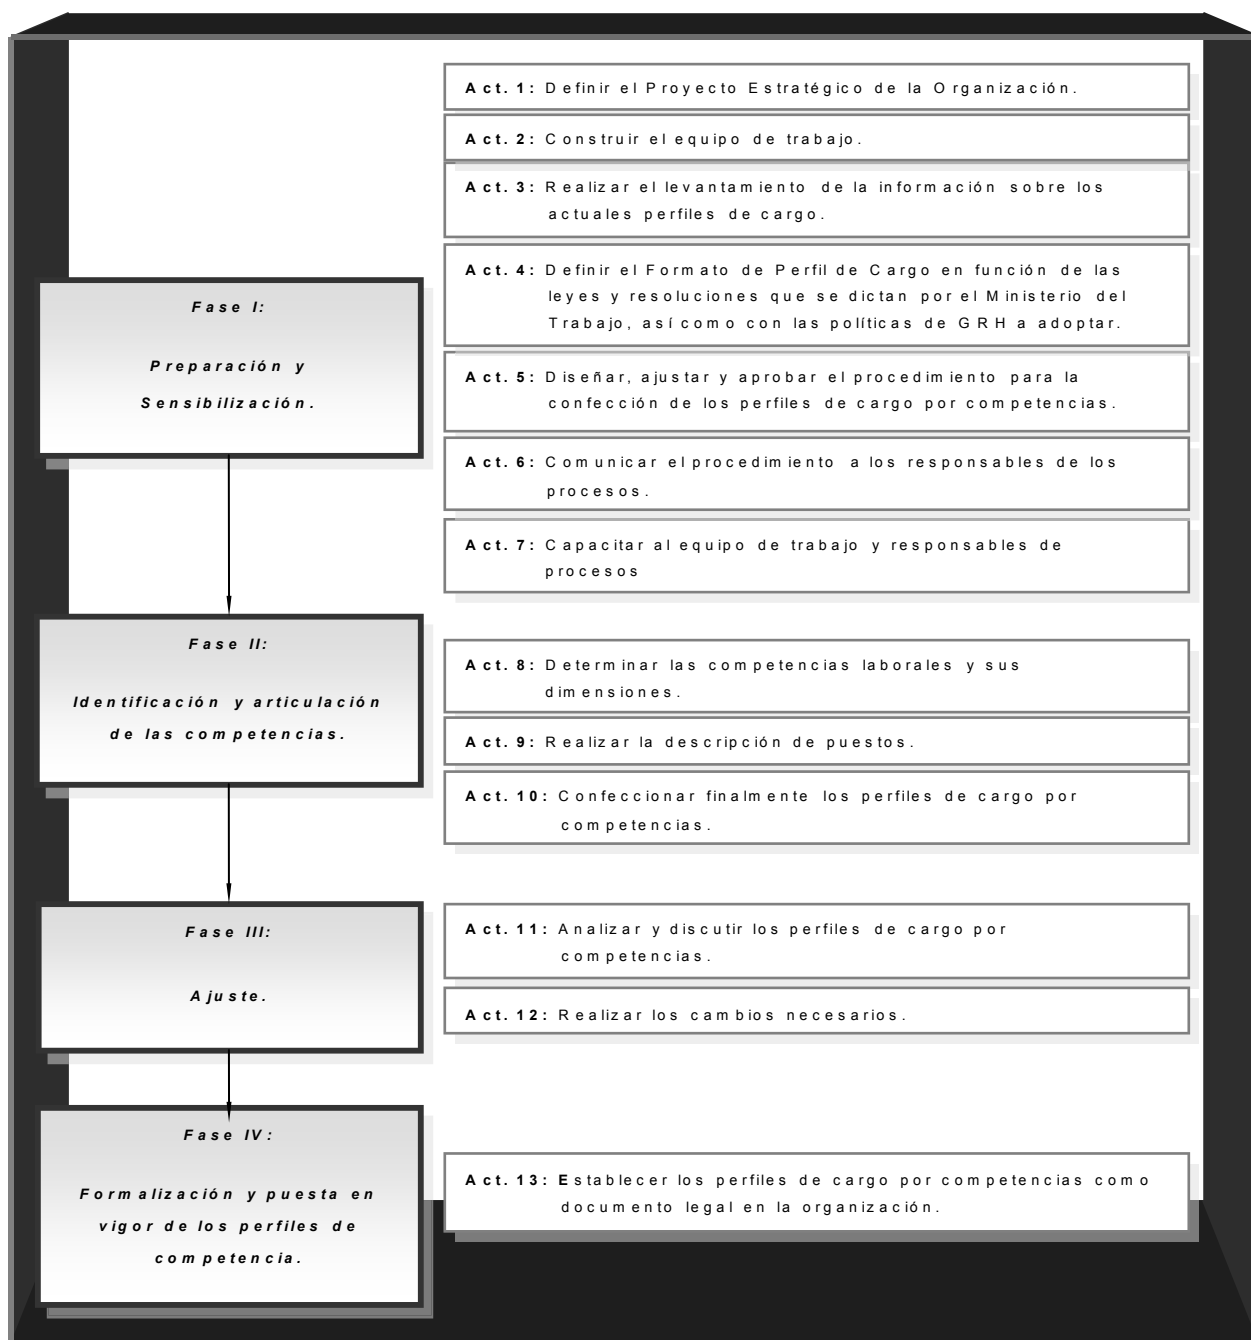 Act. 1: Definir el Proyecto Estratégico de la Organización.
Act. 2: Construir el equipo de trabajo.
Act. 3: Realizar el levantamiento de la información sobre los
actuales perfiles de cargo.
Act. 4: Definir el Formato de Perfil de Cargo en función de las
leyes y resoluciones que se dictan por el Ministerio del
Trabajo, así como con las políticas de GRH a adoptar.
Fase I:
Preparación y
Sensibilización.
Act. 5: Diseñar, ajustar y aprobar el procedimiento para la
confección de los perfiles de cargo por competencias.
Act. 6: Comunicar el procedimiento a los responsables de los
procesos.
Act. 7: Capacitar al equipo de trabajo y responsables de
procesos
Fase II:
Identificación y articulación
de las competencias.
Act. 8: Determinar las competencias laborales y sus
dimensiones.
Act. 9: Realizar la descripción de puestos.
Act. 10: Confeccionar finalmente los perfiles de cargo por
competencias.
Fase III:
Ajuste.
Act. 11: Analizar y discutir los perfiles de cargo por
competencias.
Act. 12: Realizar los cambios necesarios.
Fase IV:
Formalización y puesta en
vigor de los perfiles de
competencia.
Act. 13: Establecer los perfiles de cargo por competencias como
documento legal en la organización.